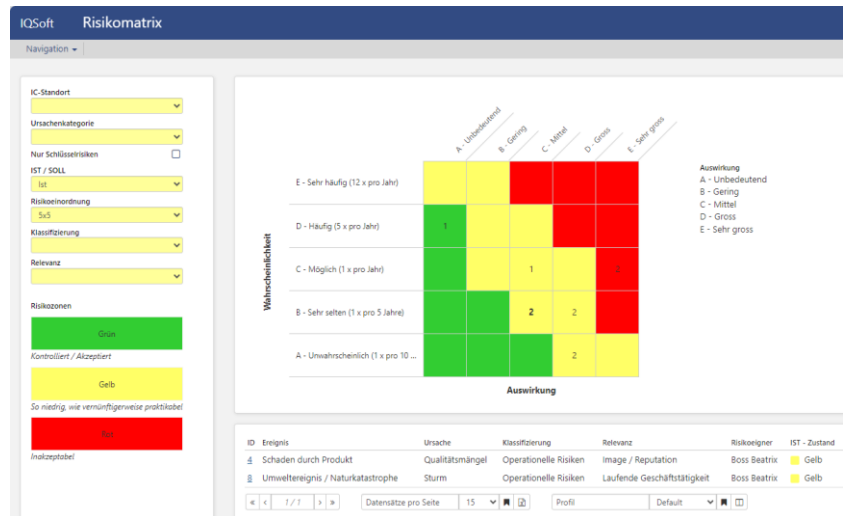 IQSoft Risikomatrix
Navigation
IC-Standort
Ursachenkategorie
Nur Schlüsselrisiken
IST / SOLL
Ist
Risikoeinordnung
5x5
Klassifizierung
Relevanz
Risikozonen
Grün
Kontrolliert / Akzeptiert
Gelb
So niedrig, wie vernünftigerweise praktikabel
Rot
Inakzeptabel
A - Unbedeutend
B - Gering
C - Mittel
D - Gross
E - Sehr gross
Wahrscheinlichkeit
E - Sehr häufig (12 x pro Jahr)
D - Häufig (5 x pro Jahr) 1
C - Möglich (1 x pro Jahr) 1 2
B - Sehr selten (1 x pro 5 Jahre) 2 2
A - Unwahrscheinlich (1 x pro 10 ... 2
Auswirkung
Auswirkung
A - Unbedeutend
B - Gering
C - Mittel
D - Gross
E - Sehr gross
ID Ereignis Ursache Klassifizierung Relevanz Risikoeigner IST - Zustand
4 Schaden durch Produkt Qualitätsmängel Operationelle Risiken Image / Reputation Boss Beatrix Gelb
8 Umweltereignis / Naturkatastrophe Sturm Operationelle Risiken Laufende Geschäftstätigkeit Boss Beatrix Gelb
« ‹ 1 / 1 › » Datensätze pro Seite 15 Profil Default